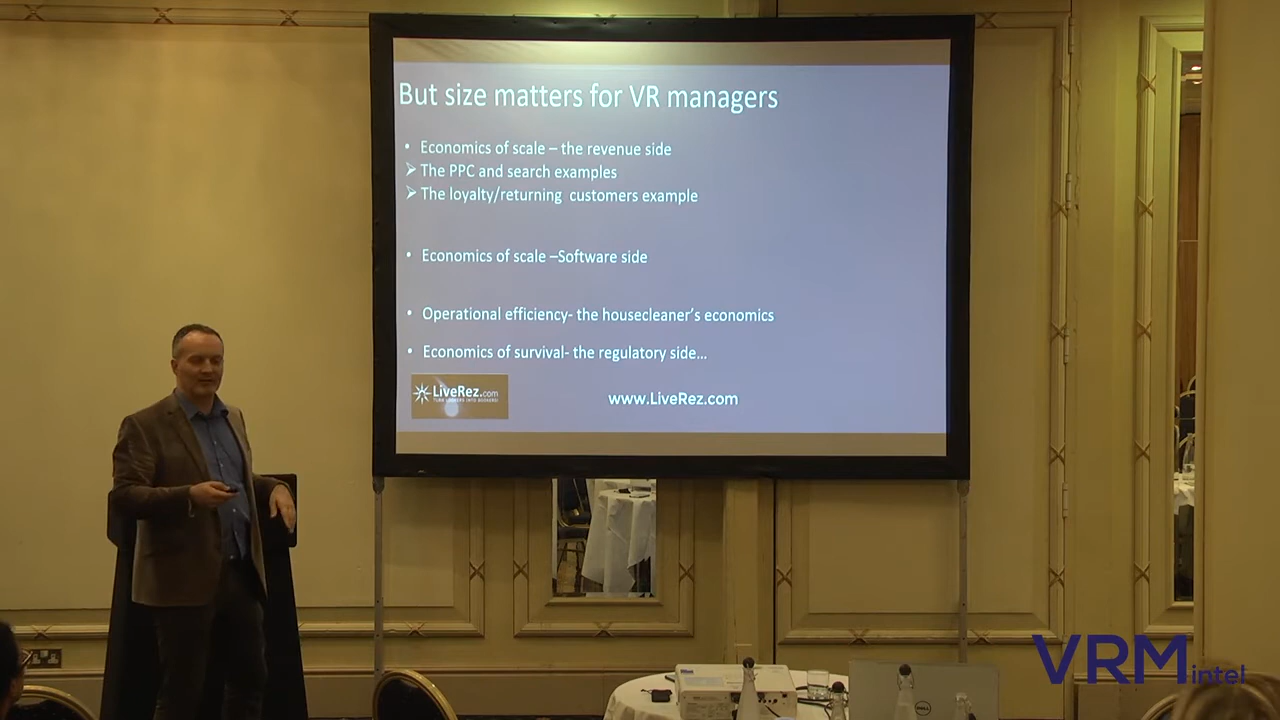 But size matters for VR managers
• Economics of scale – the revenue side
➢ The PPC and search examples
➢ The loyalty/returning customers example
• Economics of scale –Software side
• Operational efficiency- the housecleaner's economics
• Economics of survival- the regulatory side...
LiveRez.com
www.LiveRez.com
VRMintel
DELL